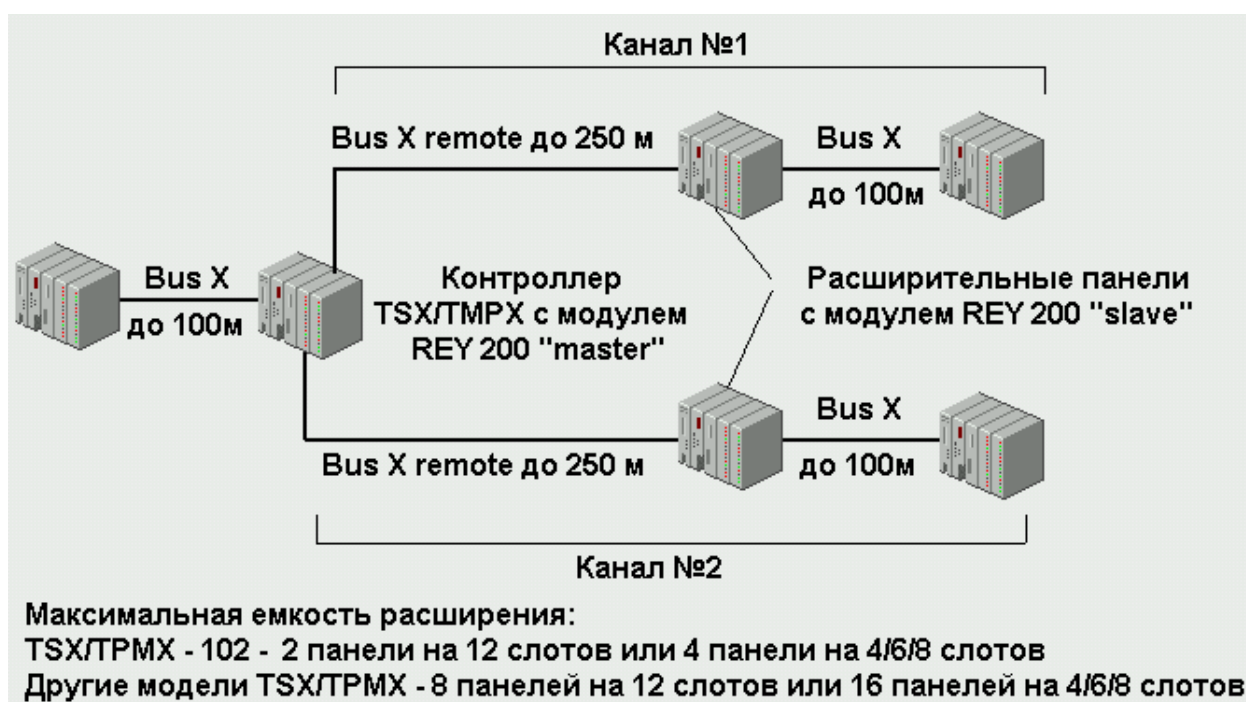 Канал №1
Bus X remote до 250 м
Bus X
до 100м
Bus X
до 100м
Контроллер
TSX/TMPX с модулем
REY 200 "master"
Расширительные панели
с модулем REY 200 "slave"
Bus X remote до 250 м
Bus X
до 100м
Канал №2
Максимальная емкость расширения:
TSX/TPMX - 102 - 2 панели на 12 слотов или 4 панели на 4/6/8 слотов
Другие модели TSX/TPMX - 8 панелей на 12 слотов или 16 панелей на 4/6/8 слотов